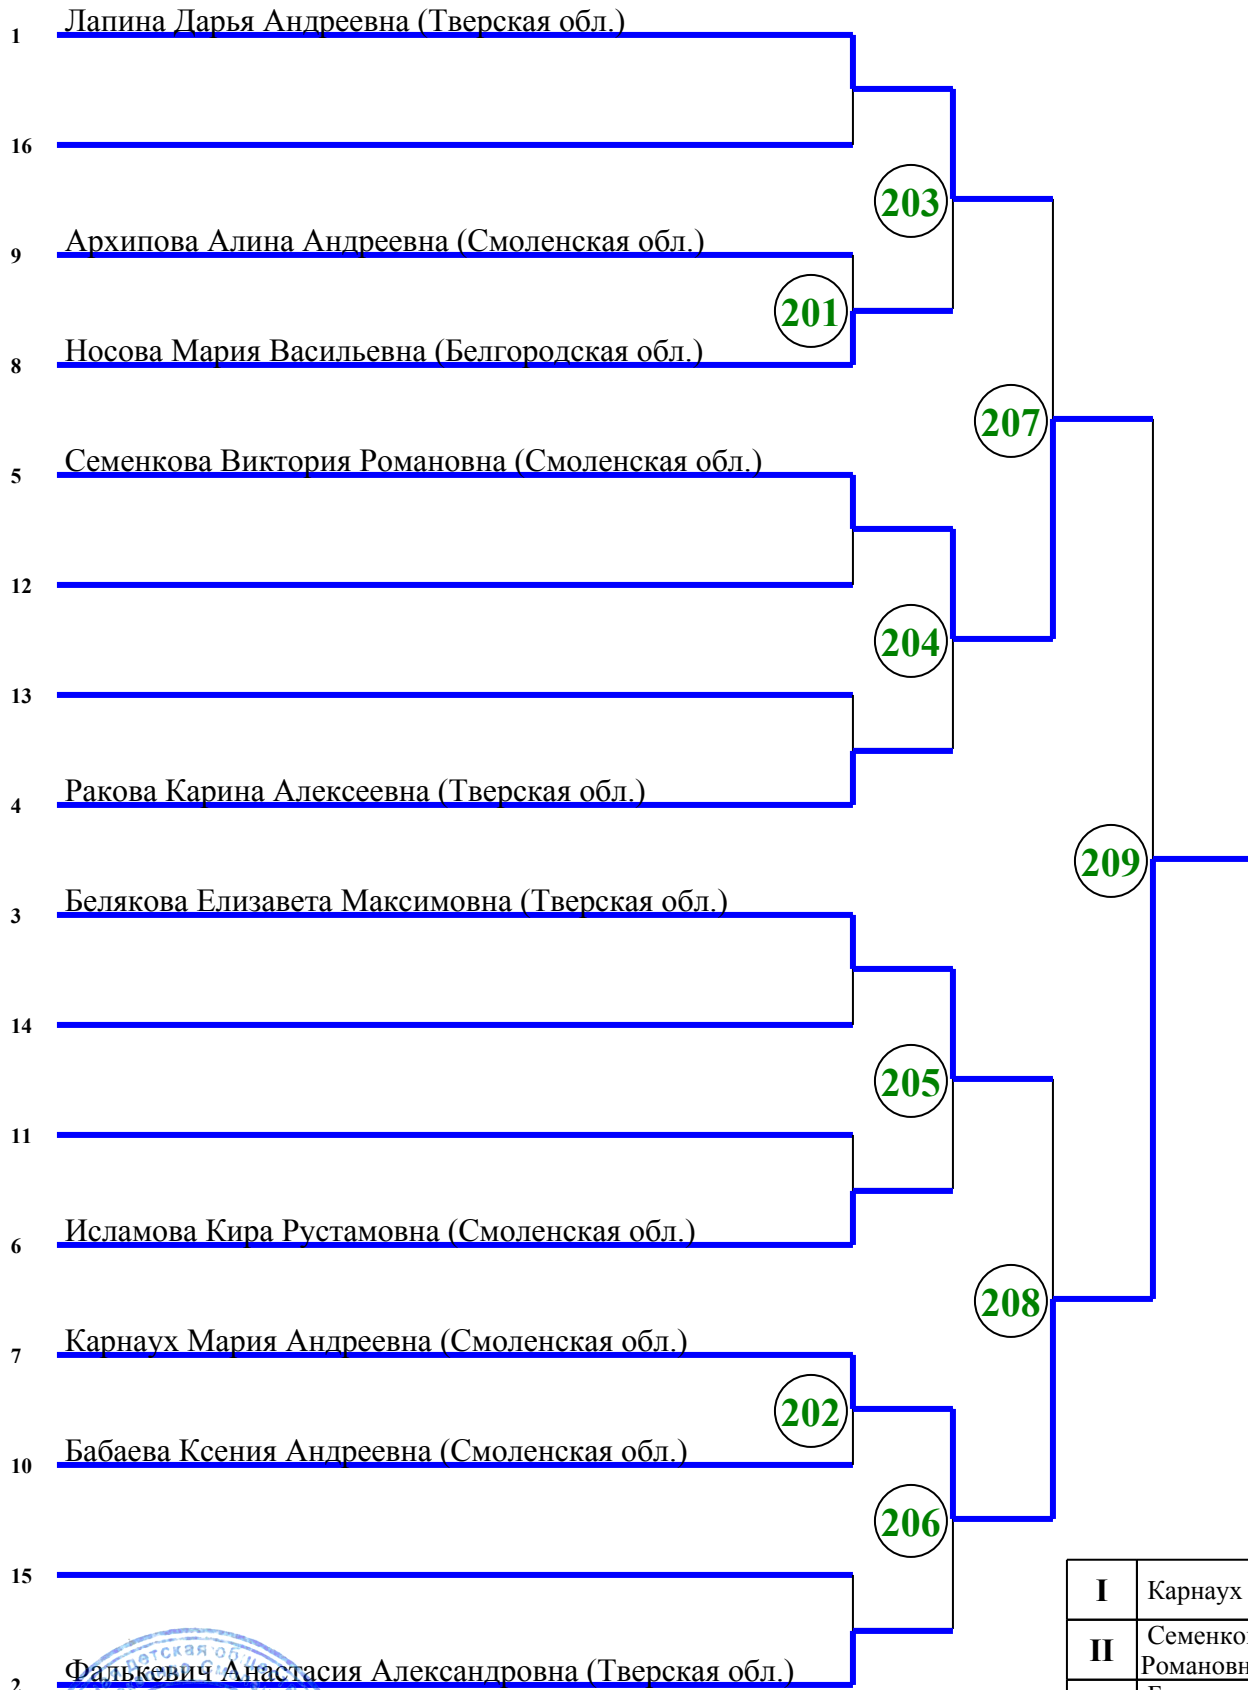 1 Лапина Дарья Андреевна (Тверская обл.)
16
203
9 Архипова Алина Андреевна (Смоленская обл.)
201
8 Носова Мария Васильевна (Белгородская обл.)
207
5 Семенкова Виктория Романовна (Смоленская обл.)
12
204
13
4 Ракова Карина Алексеевна (Тверская обл.)
209
3 Белякова Елизавета Максимовна (Тверская обл.)
14
205
11
6 Исламова Кира Рустамовна (Смоленская обл.)
208
7 Карнаух Мария Андреевна (Смоленская обл.)
202
10 Бабаева Ксения Андреевна (Смоленская обл.)
206
15
I Карнаух
II Семенко
Романовн
2 Фалькевич Анастасия Александровна (Тверская обл.)